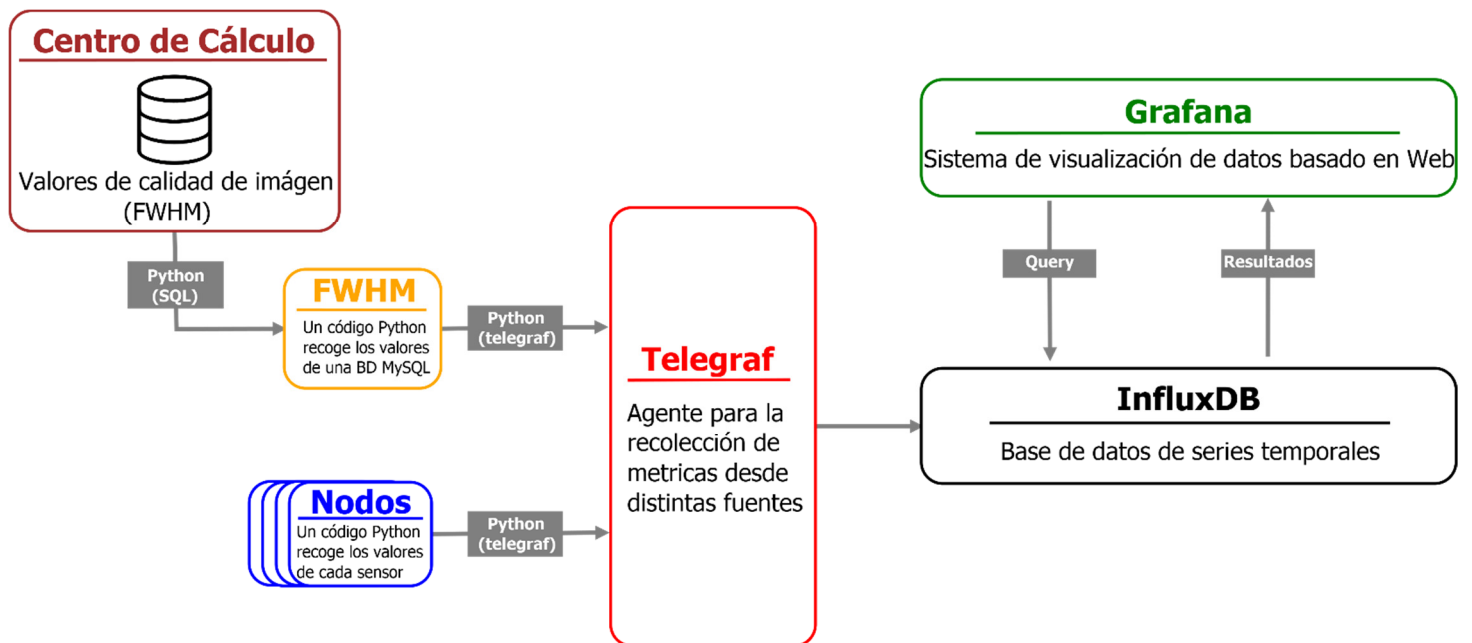 Centro de Cálculo
Valores de calidad de imágen
(FWHM)
Python
(SQL)
FWHM
Un código Python
recoge los valores
de una BD MySQL
Python
(telegraf)
Nodos
Un código Python
recoge los valores
de cada sensor
Python
(telegraf)
Telegraf
Agente para la
recolección de
metricas desde
distintas fuentes
Grafana
Sistema de visualización de datos basado en Web
Query
Resultados
InfluxDB
Base de datos de series temporales